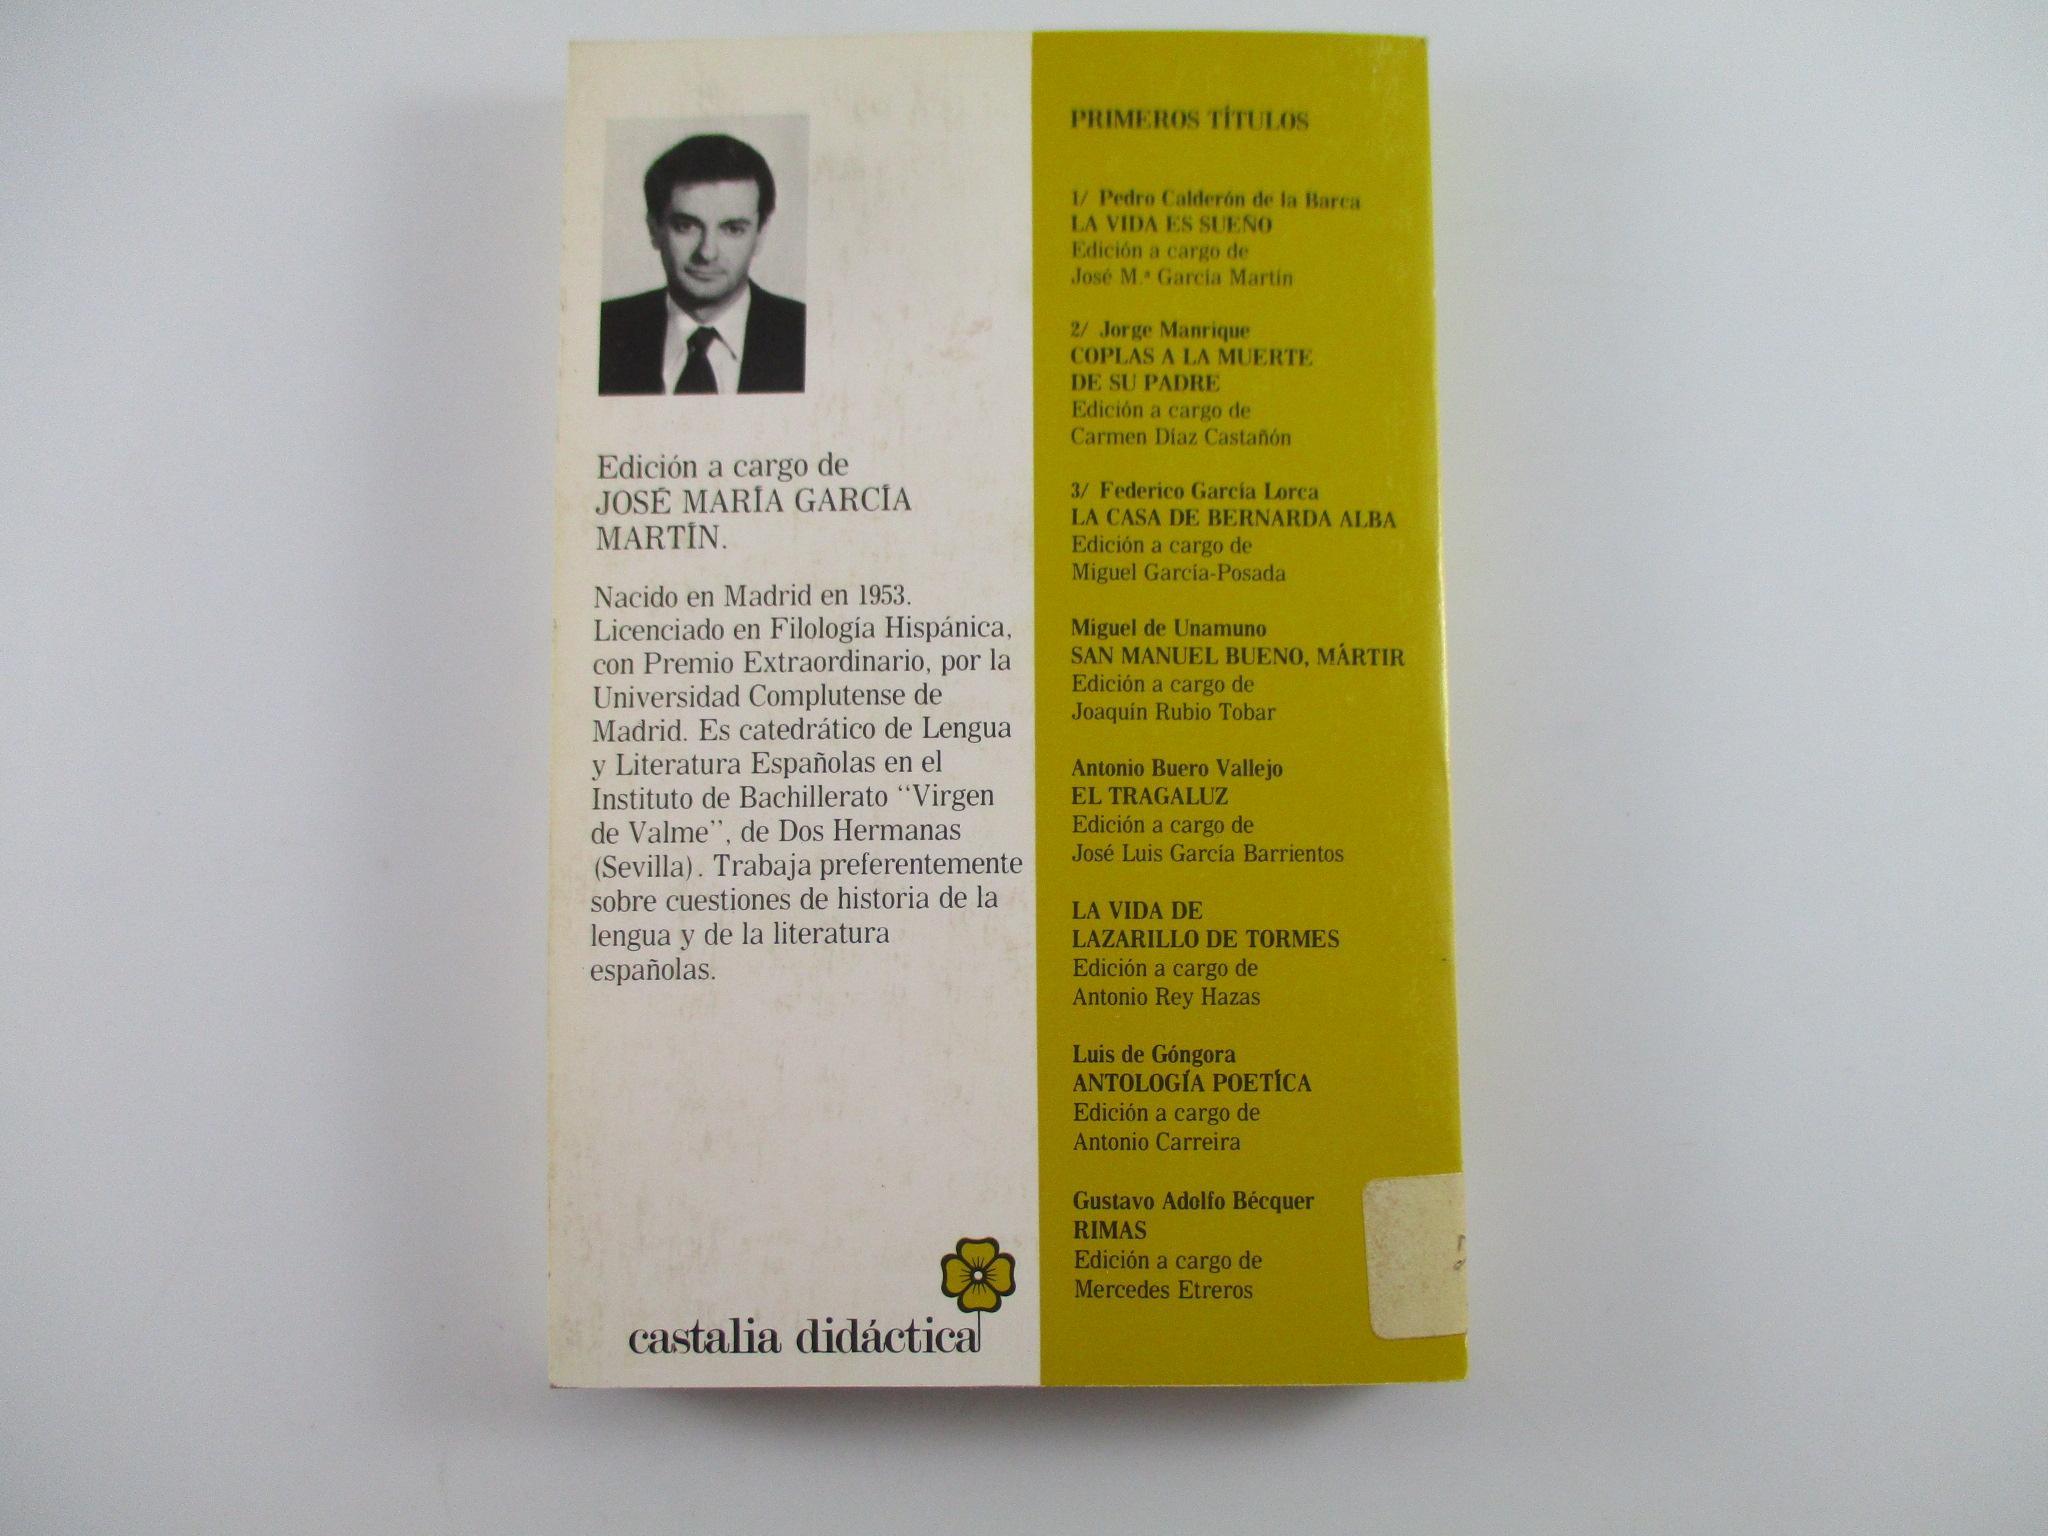 Edición a cargo de
JOSÉ MARÍA GARCÍA
MARTÍN.
Nacido en Madrid en 1953.
Licenciado en Filología Hispánica,
con Premio Extraordinario, por la
Universidad Complutense de
Madrid. Es catedrático de Lengua
y Literatura Españolas en el
Instituto de Bachillerato “Virgen
de Valme”, de Dos Hermanas
(Sevilla). Trabaja preferentemente
sobre cuestiones de historia de la
lengua y de la literatura
españolas.
castalia didáctica
PRIMEROS TÍTULOS
1/ Pedro Calderón de la Barca
LA VIDA ES SUEÑO
Edición a cargo de
José M.ª García Martín
2/ Jorge Manrique
COPLAS A LA MUERTE
DE SU PADRE
Edición a cargo de
Carmen Díaz Castañón
3/ Federico García Lorca
LA CASA DE BERNARDA ALBA
Edición a cargo de
Miguel García-Posada
Miguel de Unamuno
SAN MANUEL BUENO, MÁRTIR
Edición a cargo de
Joaquín Rubio Tobar
Antonio Buero Vallejo
EL TRAGALUZ
Edición a cargo de
José Luis García Barrientos
LA VIDA DE
LAZARILLO DE TORMES
Edición a cargo de
Antonio Rey Hazas
Luis de Góngora
ANTOLOGÍA POETÍCA
Edición a cargo de
Antonio Carreira
Gustavo Adolfo Bécquer
RIMAS
Edición a cargo de
Mercedes Etreros